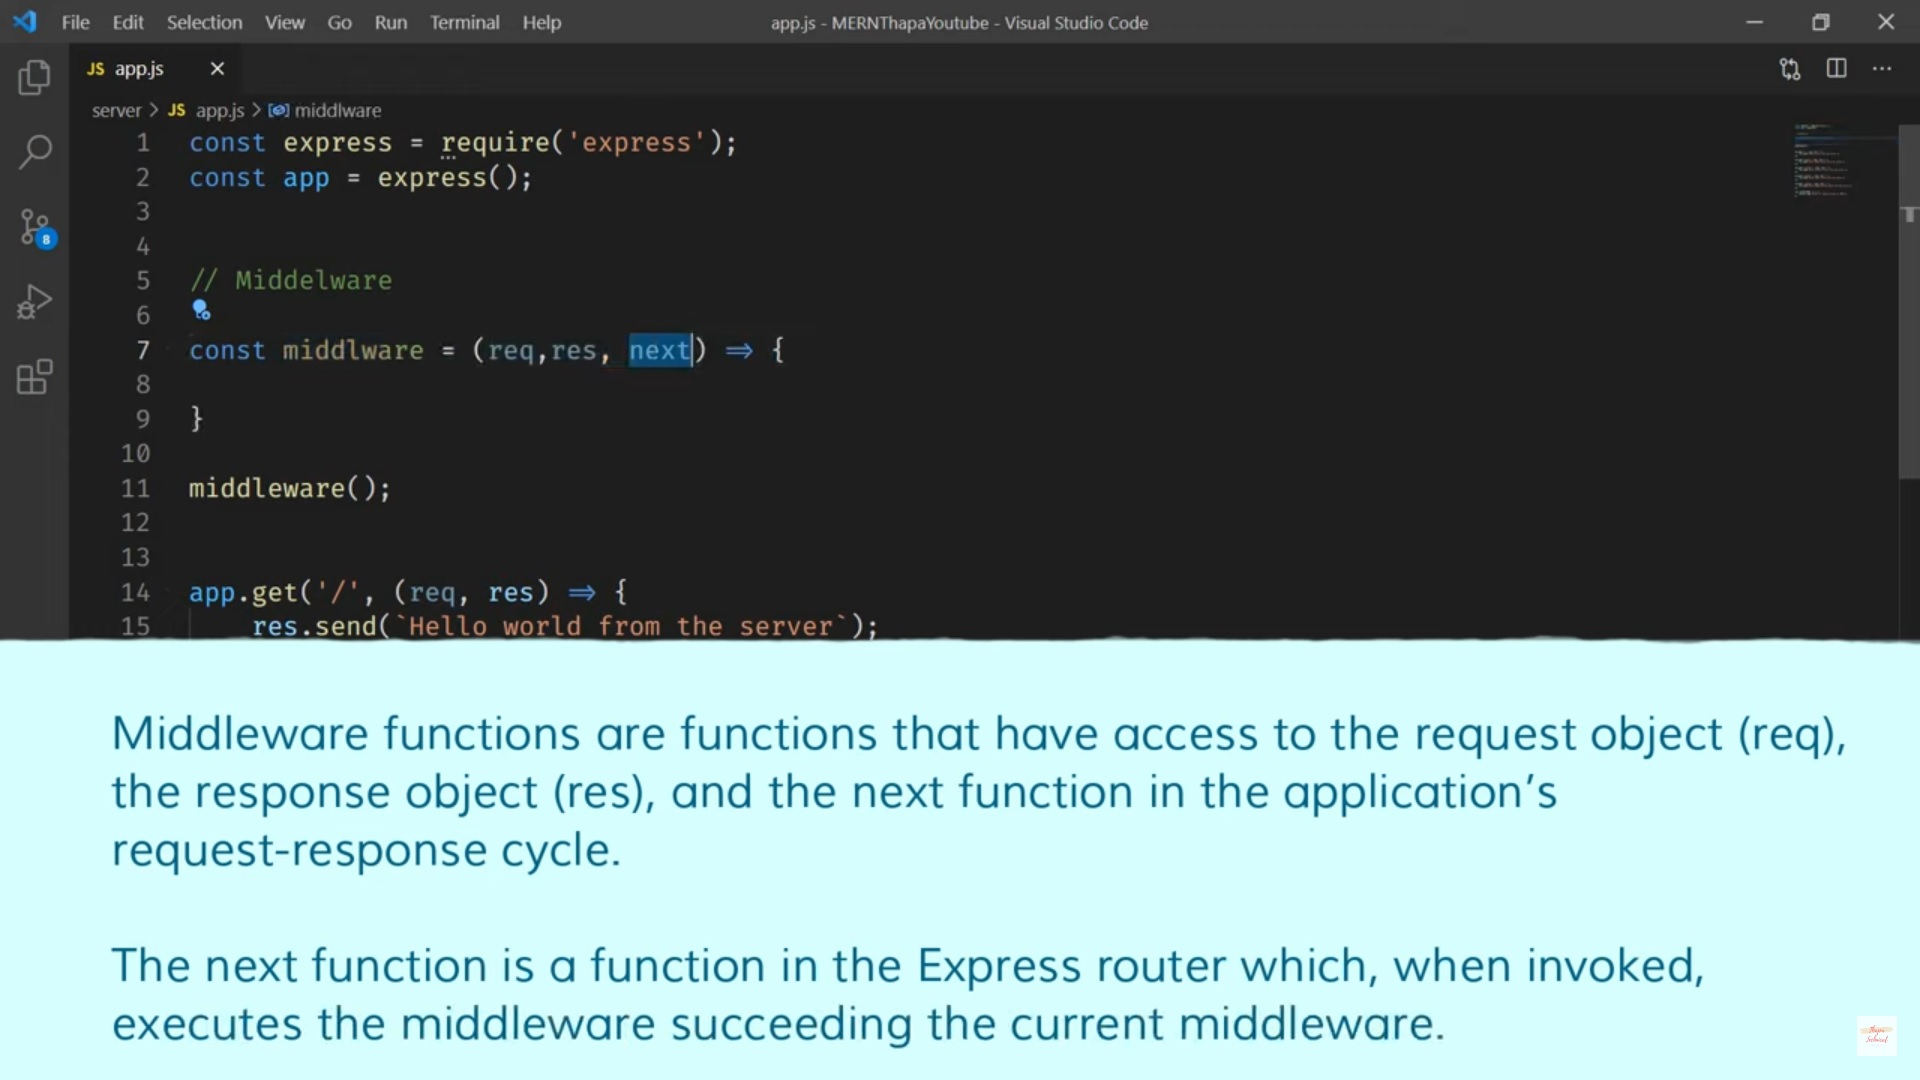 File Edit Selection View Go Run Terminal Help app.js - MERNThapaYoutube - Visual Studio Code
JS app.js
server > JS app.js > middlware
1 const express = require('express');
2 const app = express();
3
4
5 // Middelware
6
7 const middlware = (req,res, next) => {
8
9 }
10
11 middleware();
12
13
14 app.get('/', (req, res) => {
15 res.send(`Hello world from the server`);
8
Middleware functions are functions that have access to the request object (req),
the response object (res), and the next function in the application’s
request-response cycle.
The next function is a function in the Express router which, when invoked,
executes the middleware succeeding the current middleware.